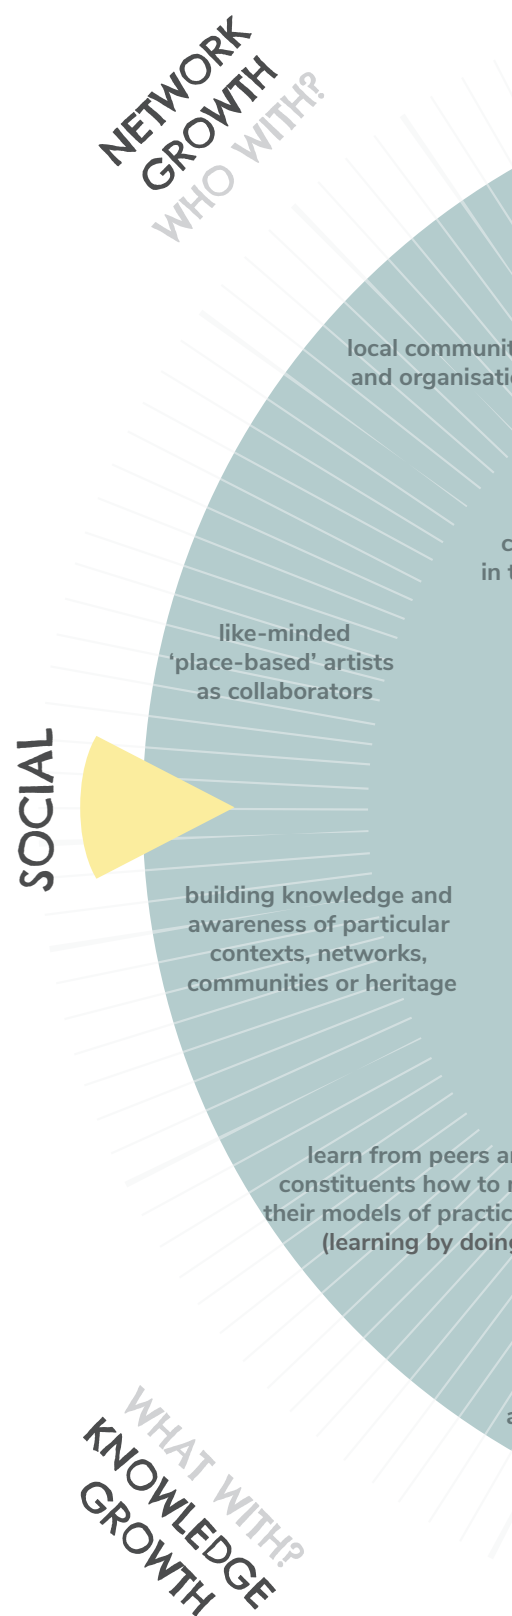 NETWORK
GROWTH
WHO WITH?
local communit
and organisati
c
in t
like-minded
‘place-based’ artists
as collaborators
SOCIAL
building knowledge and
awareness of particular
contexts, networks,
communities or heritage
learn from peers a
constituents how to
their models of practic
(learning by doing
a
WHAT WITH?
KNOWLEDGE
GROWTH